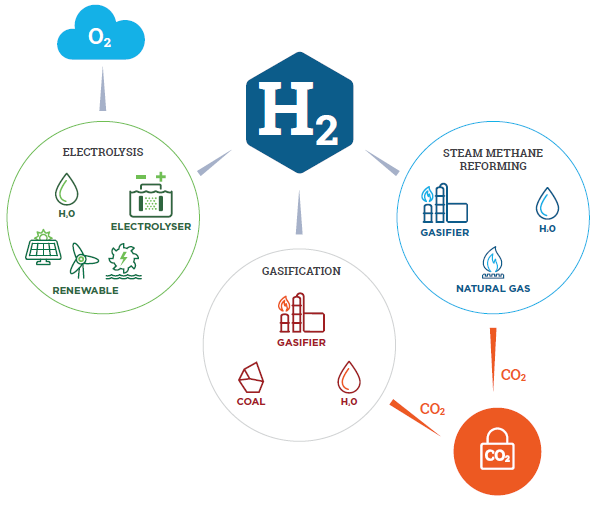 O₂
H₂
ELECTROLYSIS
H₂O
ELECTROLYSER
RENEWABLE
STEAM METHANE
REFORMING
GASIFIER
H₂O
NATURAL GAS
GASIFICATION
GASIFIER
COAL
H₂O
CO₂
CO₂
CO₂